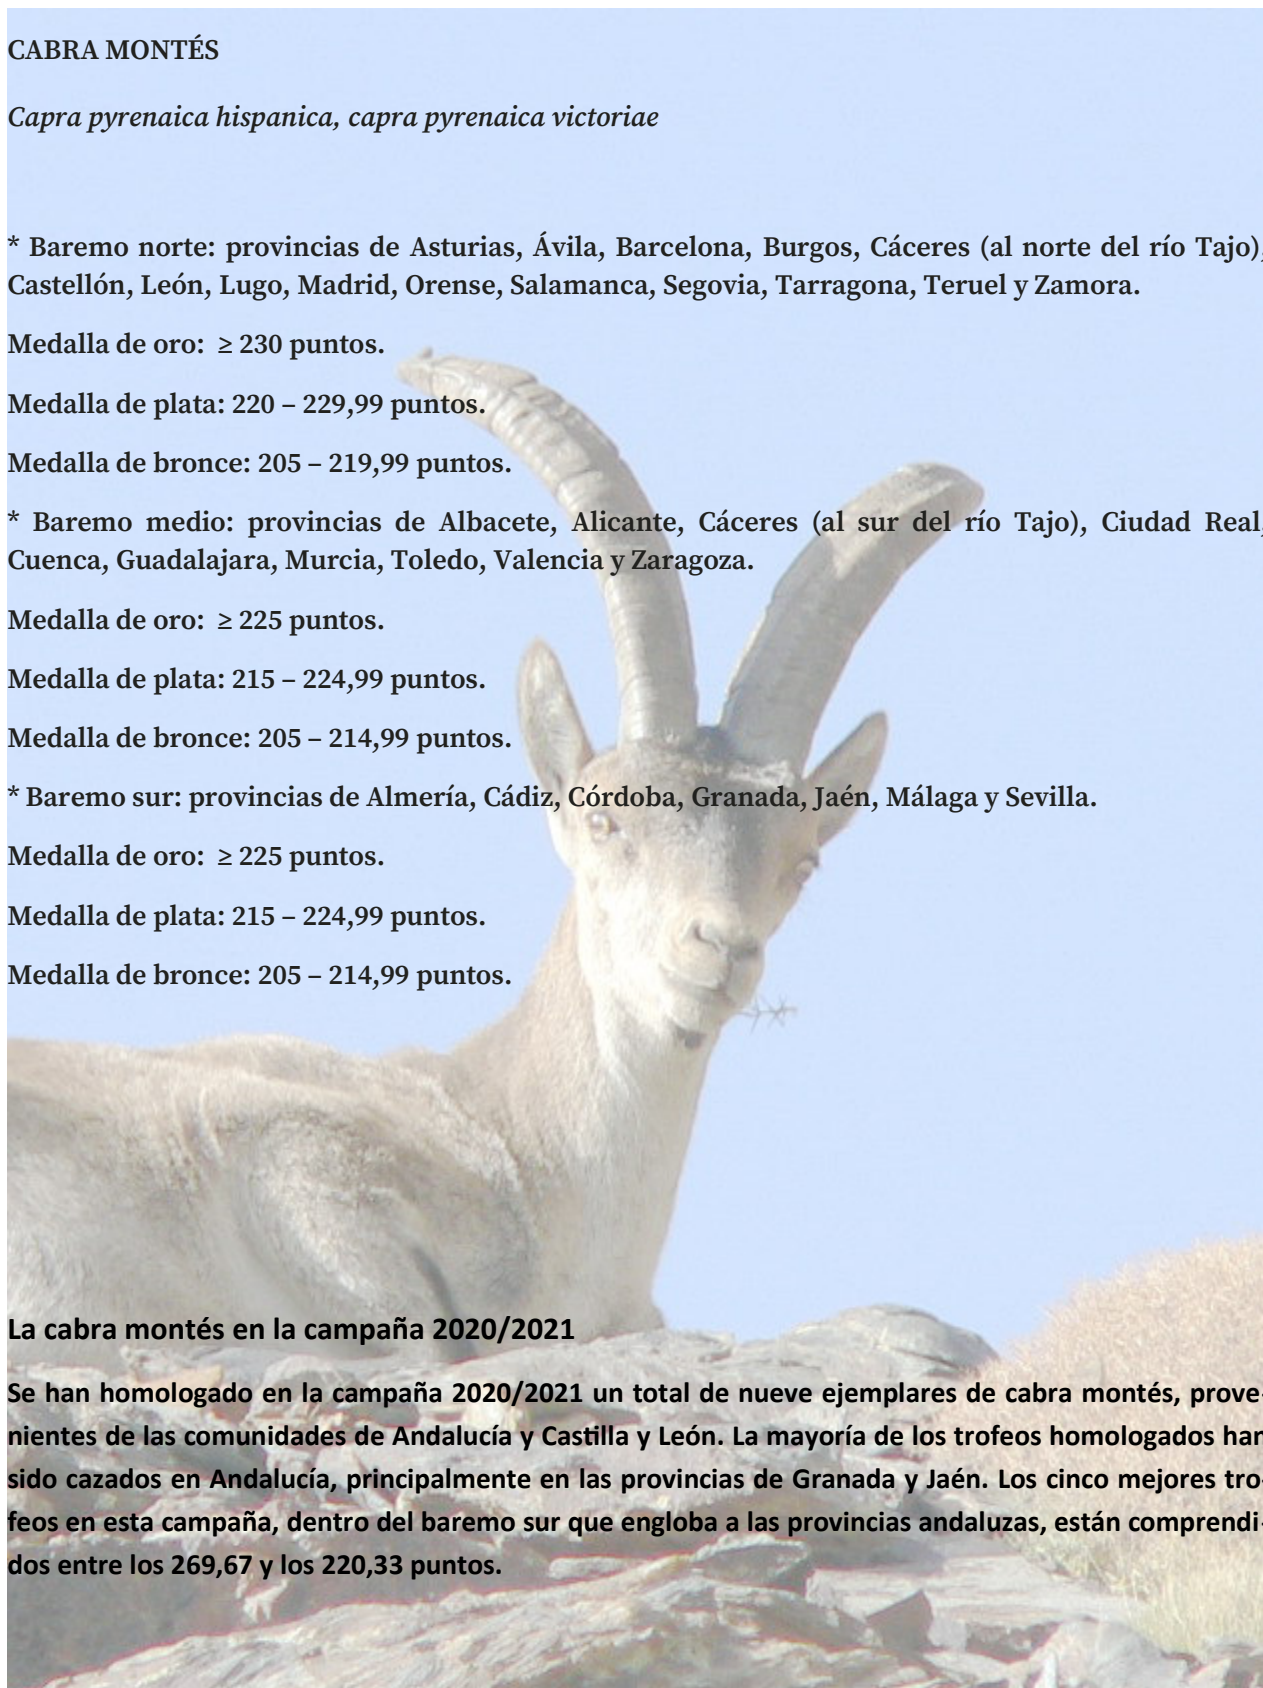 CABRA MONTÉS
Capra pyrenaica hispanica, capra pyrenaica victoriae
* Baremo norte: provincias de Asturias, Ávila, Barcelona, Burgos, Cáceres (al norte del río Tajo),
Castellón, León, Lugo, Madrid, Orense, Salamanca, Segovia, Tarragona, Teruel y Zamora.
Medalla de oro: ≥ 230 puntos.
Medalla de plata: 220 – 229,99 puntos.
Medalla de bronce: 205 – 219,99 puntos.
* Baremo medio: provincias de Albacete, Alicante, Cáceres (al sur del río Tajo), Ciudad Real,
Cuenca, Guadalajara, Murcia, Toledo, Valencia y Zaragoza.
Medalla de oro: ≥ 225 puntos.
Medalla de plata: 215 – 224,99 puntos.
Medalla de bronce: 205 – 214,99 puntos.
* Baremo sur: provincias de Almería, Cádiz, Córdoba, Granada, Jaén, Málaga y Sevilla.
Medalla de oro: ≥ 225 puntos.
Medalla de plata: 215 – 224,99 puntos.
Medalla de bronce: 205 – 214,99 puntos.
La cabra montés en la campaña 2020/2021
Se han homologado en la campaña 2020/2021 un total de nueve ejemplares de cabra montés, prove-
nientes de las comunidades de Andalucía y Castilla y León. La mayoría de los trofeos homologados han
sido cazados en Andalucía, principalmente en las provincias de Granada y Jaén. Los cinco mejores tro-
feos en esta campaña, dentro del baremo sur que engloba a las provincias andaluzas, están comprendi-
dos entre los 269,67 y los 220,33 puntos.